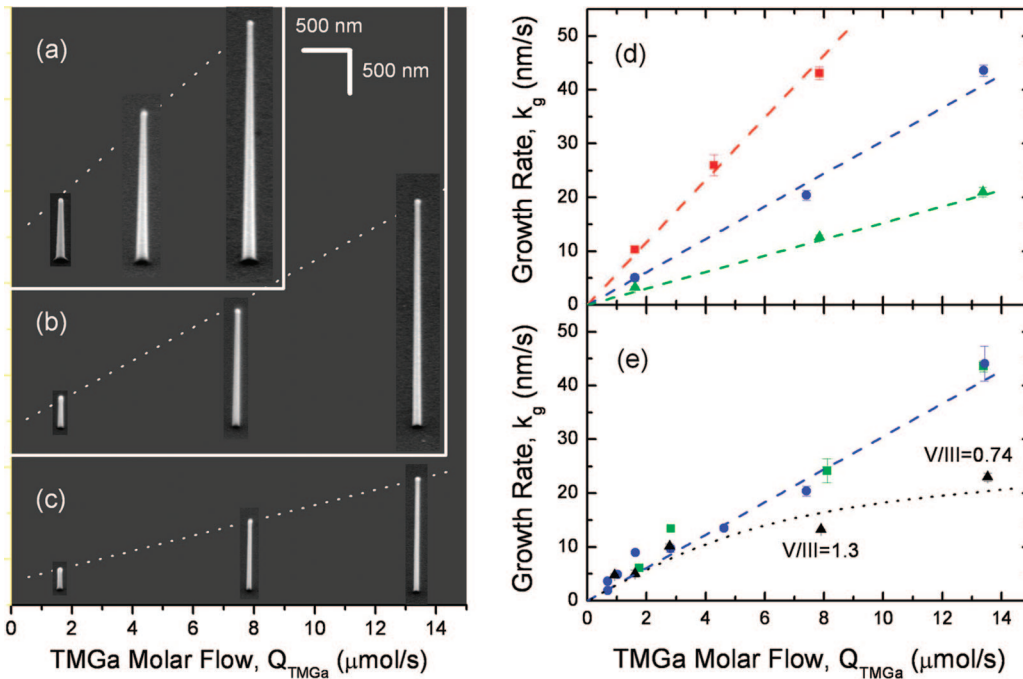 (a)
500 nm
500 nm
(b)
(c)
0 2 4 6 8 10 12 14
TMGa Molar Flow, Q_TMGa (μmol/s)
(d)
50
40
30
20
10
0
Growth Rate, k_g (nm/s)
(e)
50
40
30
20
10
0
Growth Rate, k_g (nm/s)
V/III=0.74
V/III=1.3
0 2 4 6 8 10 12 14
TMGa Molar Flow, Q_TMGa (μmol/s)